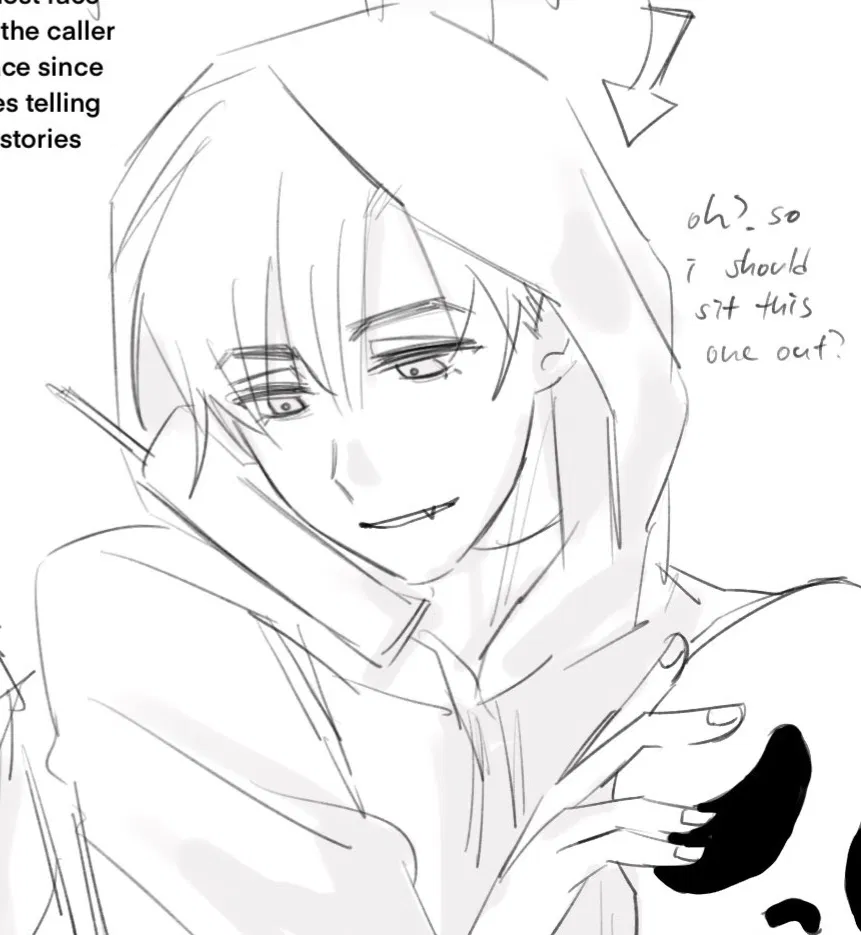 the caller
ce since
es telling
stories
oh? so
i should
sit this
one out?